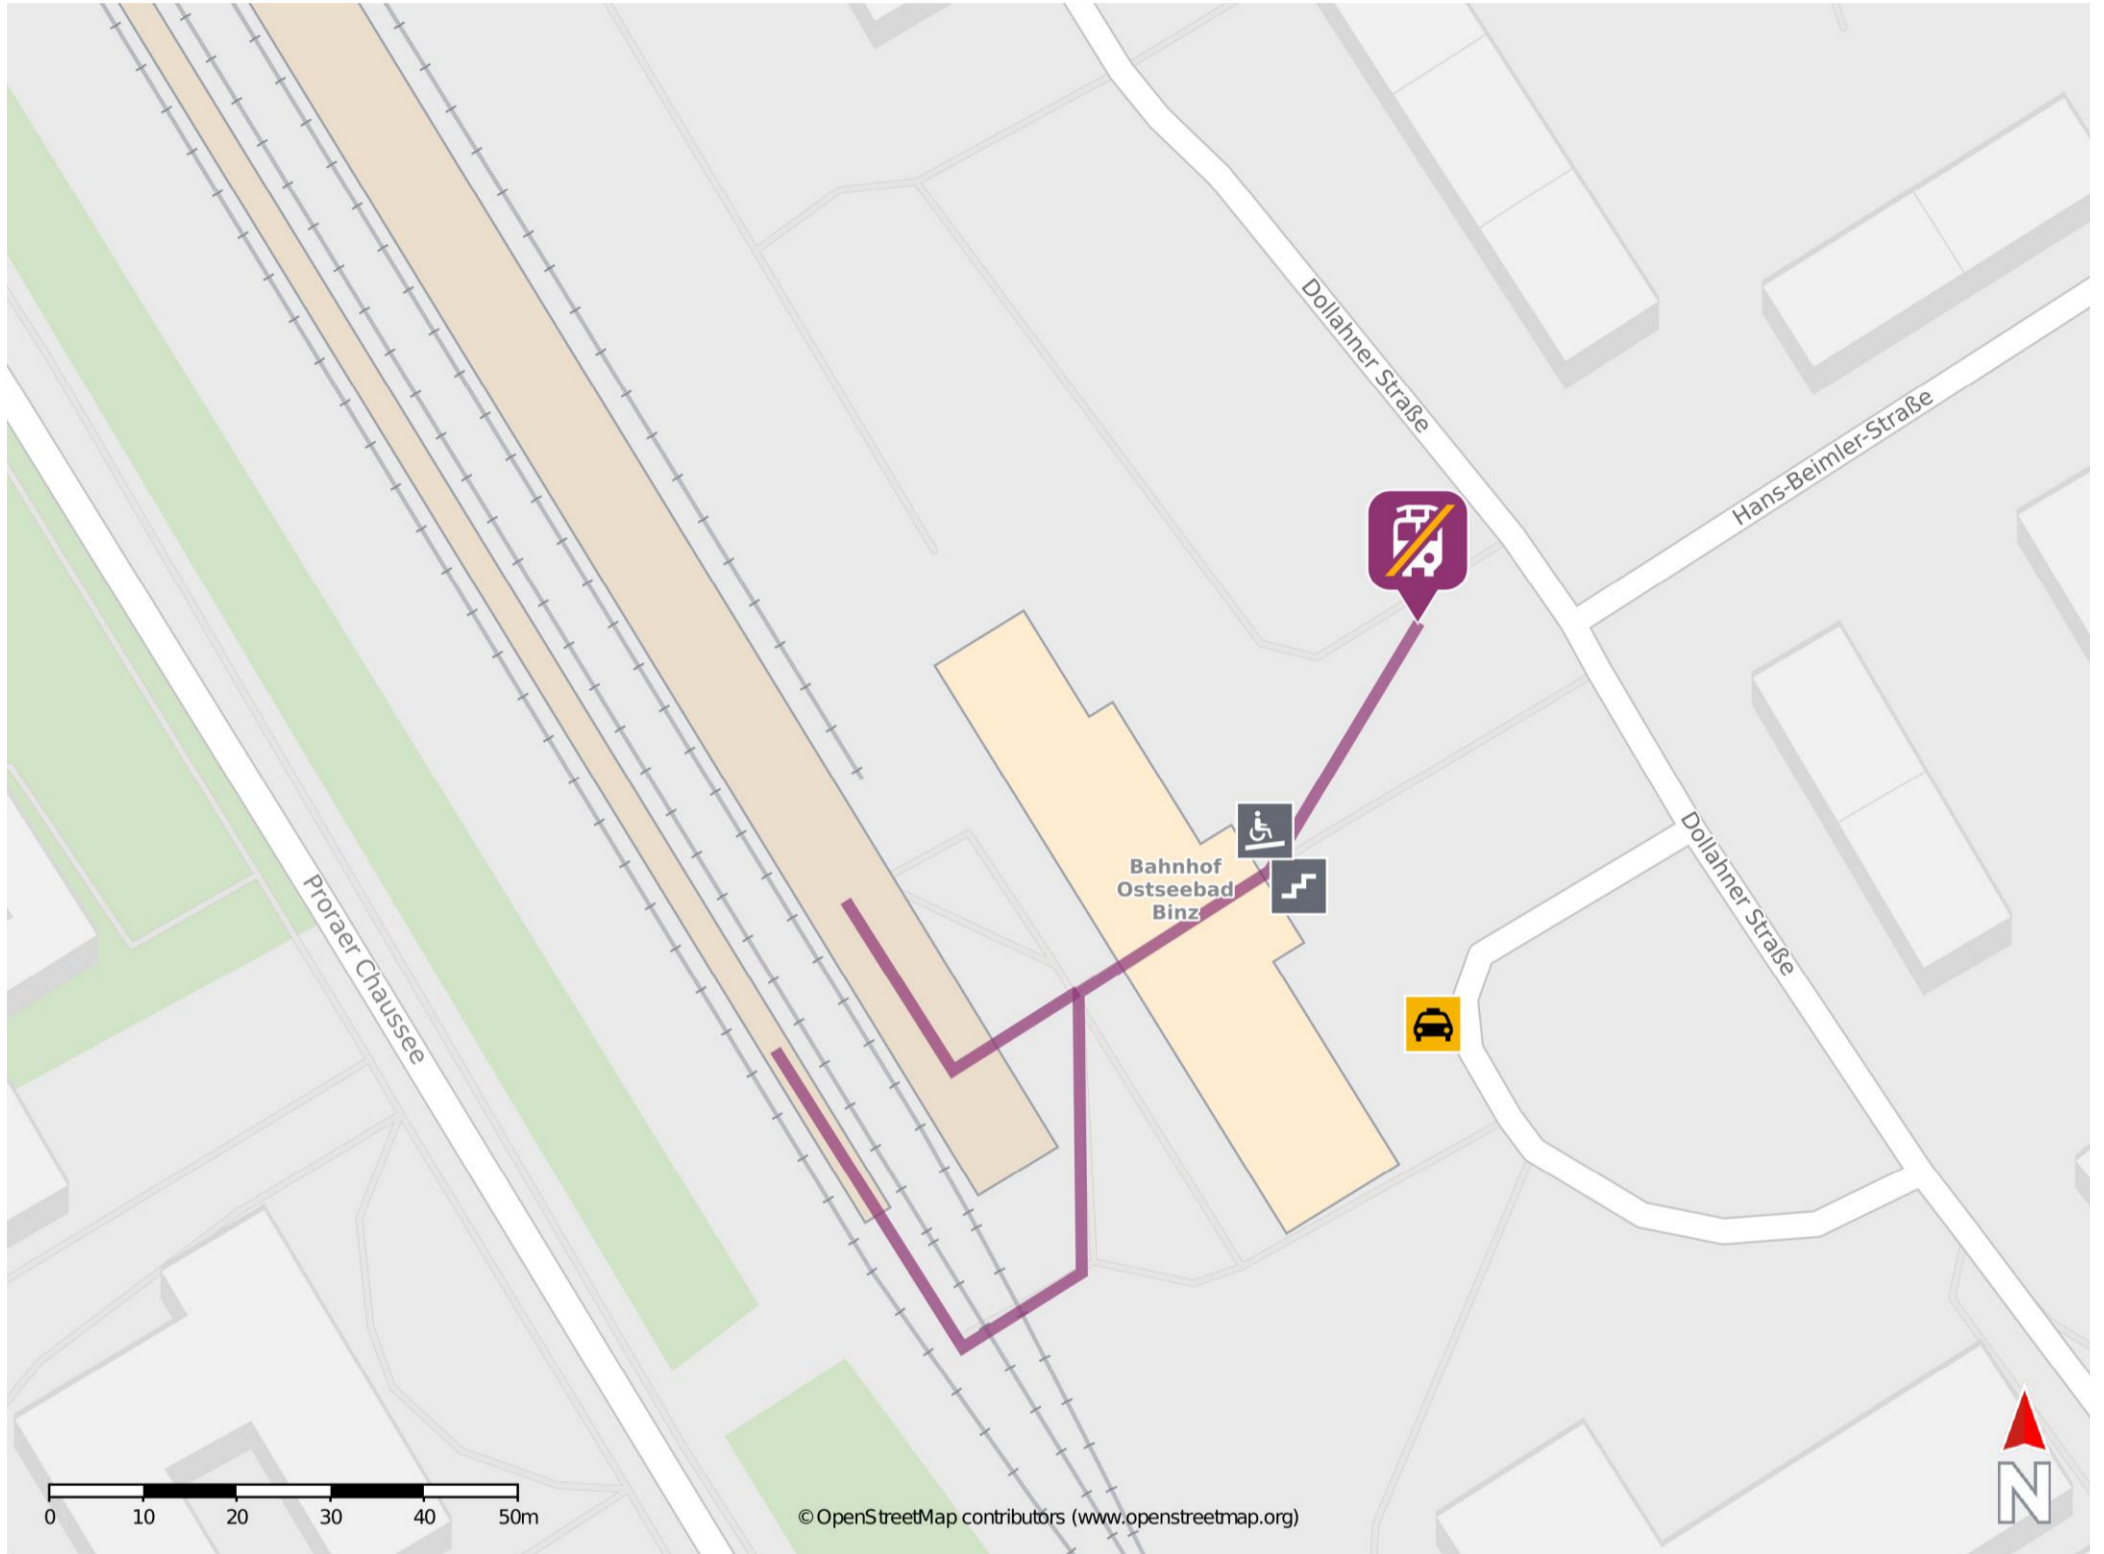 Dollahner Straße
Hans-Beimler-Straße
Bahnhof
Ostseebad
Binz
Dollahner Straße
Proraer Chaussee
0 10 20 30 40 50m
© OpenStreetMap contributors (www.openstreetmap.org)
N